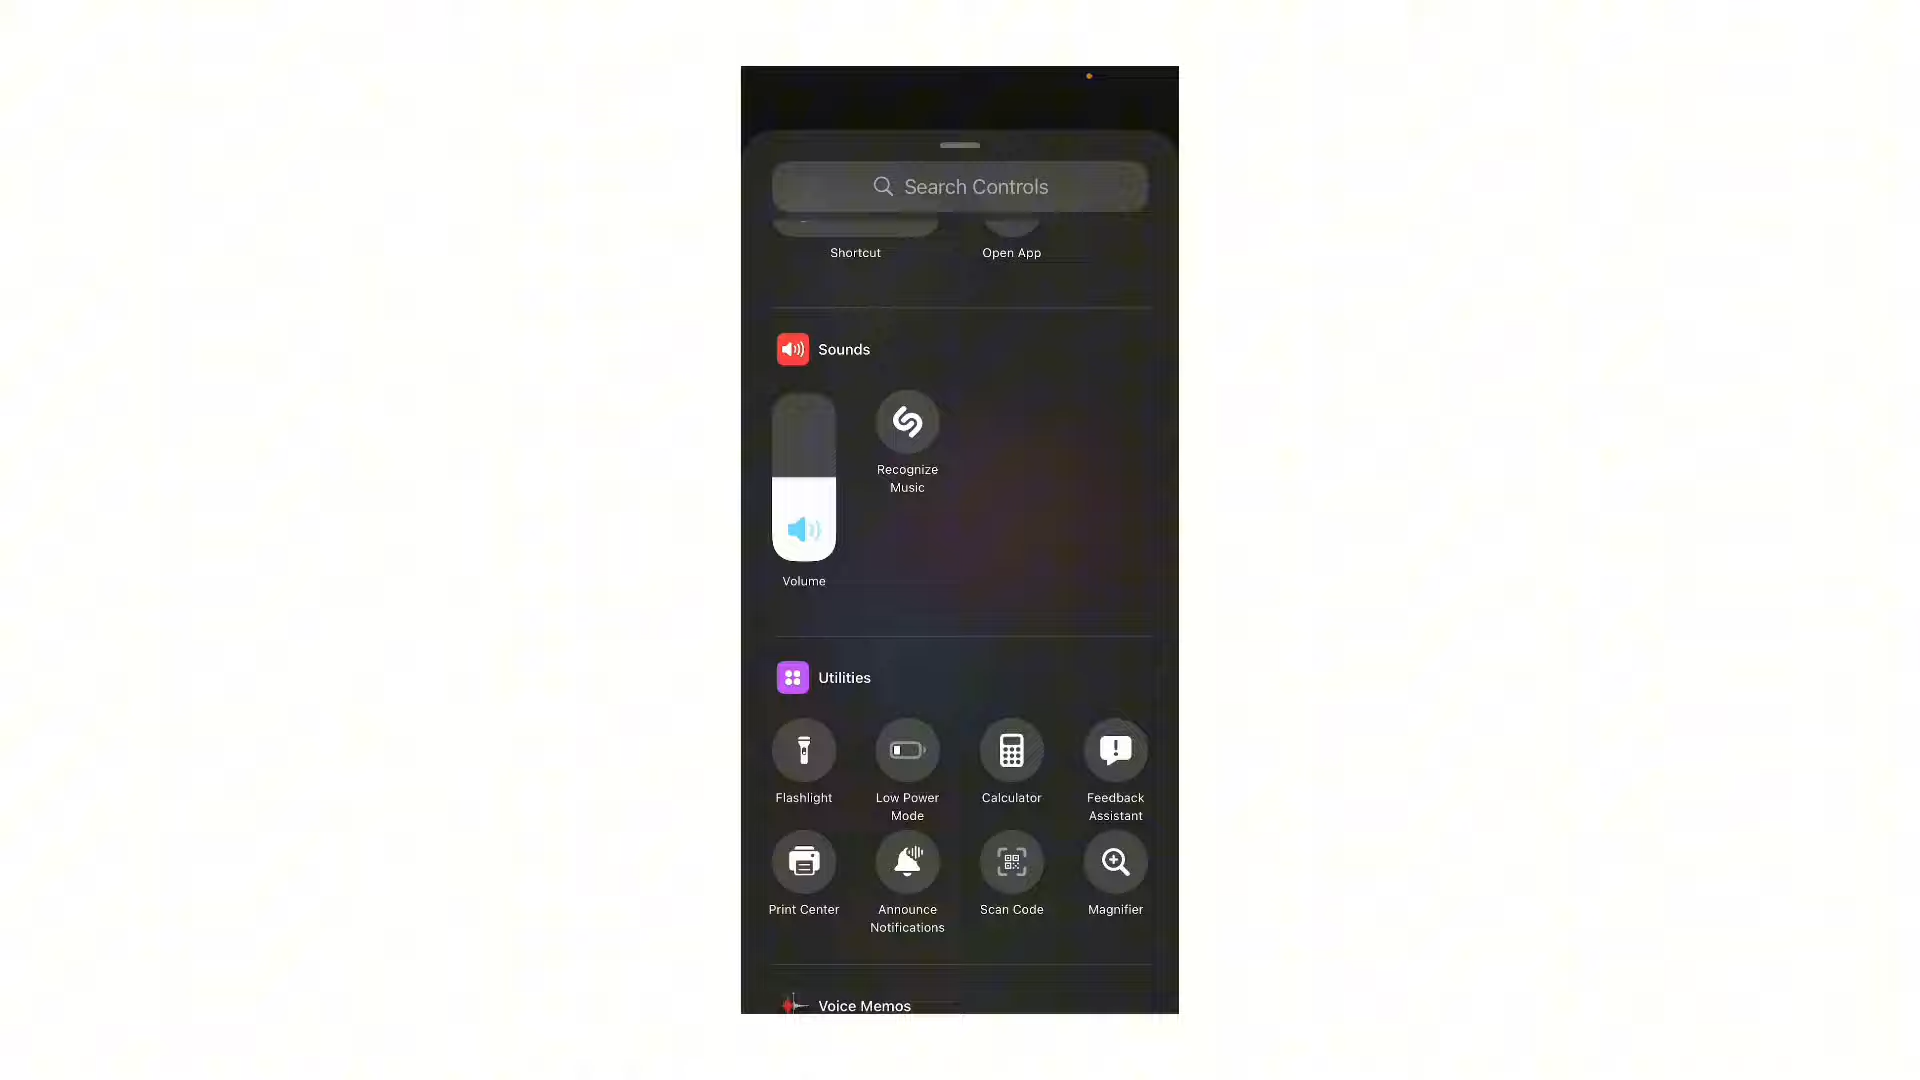 Search Controls
Shortcut
Open App
Sounds
Recognize
Music
Volume
Utilities
Flashlight
Low Power
Mode
Calculator
Feedback
Assistant
Print Center
Announce
Notifications
Scan Code
Magnifier
Voice Memos